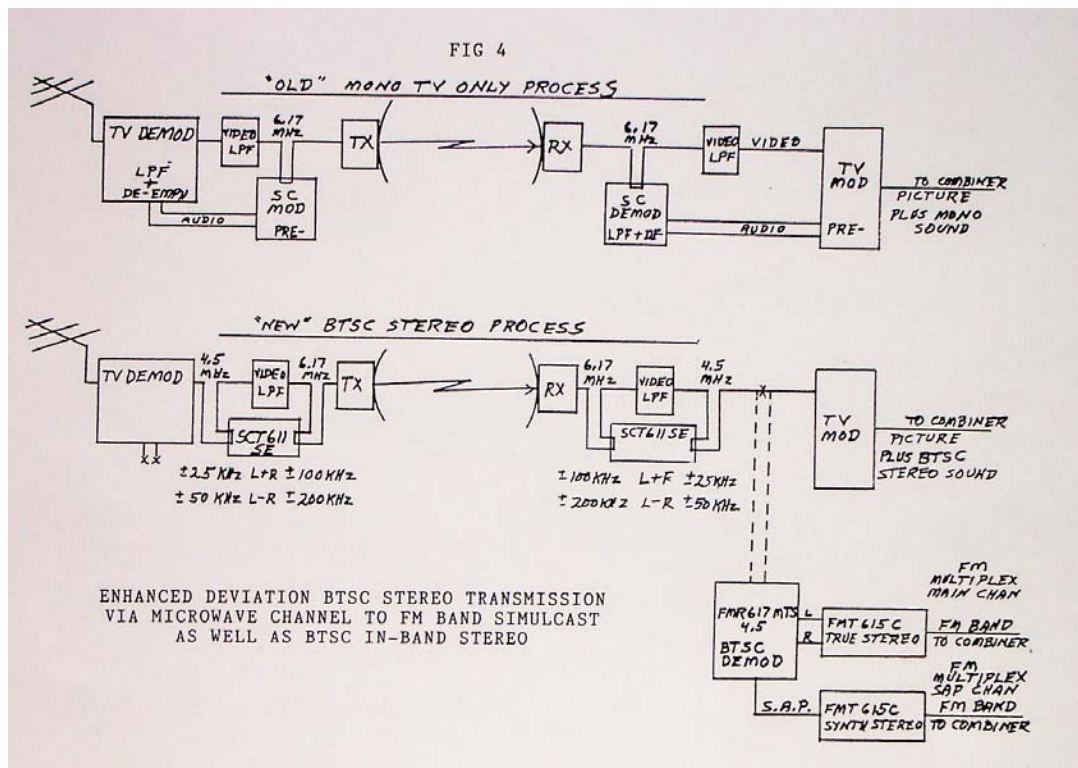 FIG 4
"OLD" MONO TV ONLY PROCESS
TV DEMOD
LPF
+
DE-EMPH
AUDIO
VIDEO
LPF
6.17
MHz
SC
MOD
PRE-
TX
RX
6.17
MHz
SC
DEMOD
LPF + DE-
AUDIO
VIDEO
LPF
VIDEO
TV
MOD
PRE-
TO COMBINER
PICTURE
PLUS MONO
SOUND
"NEW" BTSC STEREO PROCESS
TV DEMOD
X X
4.5
MHz
VIDEO
LPF
6.17
MHz
SCT611
SE
±25 KHz L+R ±100KHz
±50 KHz L-R ±200KHz
TX
RX
6.17
MHz
VIDEO
LPF
4.5
MHz
SCT611SE
±100KHz L+F ±25KHz
±200KHz L-R ±50KHz
X
TV
MOD
TO COMBINER
PICTURE
PLUS BTSC
STEREO SOUND
ENHANCED DEVIATION BTSC STEREO TRANSMISSION
VIA MICROWAVE CHANNEL TO FM BAND SIMULCAST
AS WELL AS BTSC IN-BAND STEREO
FMR617MTS
4.5
BTSC
DEMOD
L
R
FMT615C
TRUE STEREO
FM
MULTIPLEX
MAIN CHAN
FM BAND
TO COMBINER
S.A.P.
FMT615C
SYNTH STEREO
FM
MULTIPLEX
SAP CHAN
FM BAND
TO COMBINER